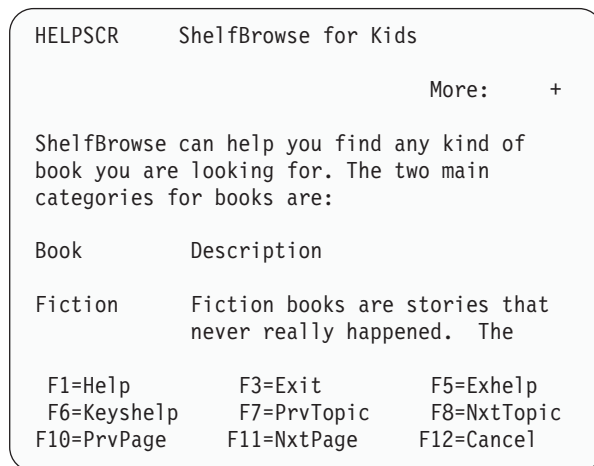 HELPSCR ShelfBrowse for Kids
More: +
ShelfBrowse can help you find any kind of
book you are looking for. The two main
categories for books are:
Book Description
Fiction Fiction books are stories that
never really happened. The
F1=Help F3=Exit F5=Exhelp
F6=Keyshelp F7=PrvTopic F8=NxtTopic
F10=PrvPage F11=NxtPage F12=Cancel